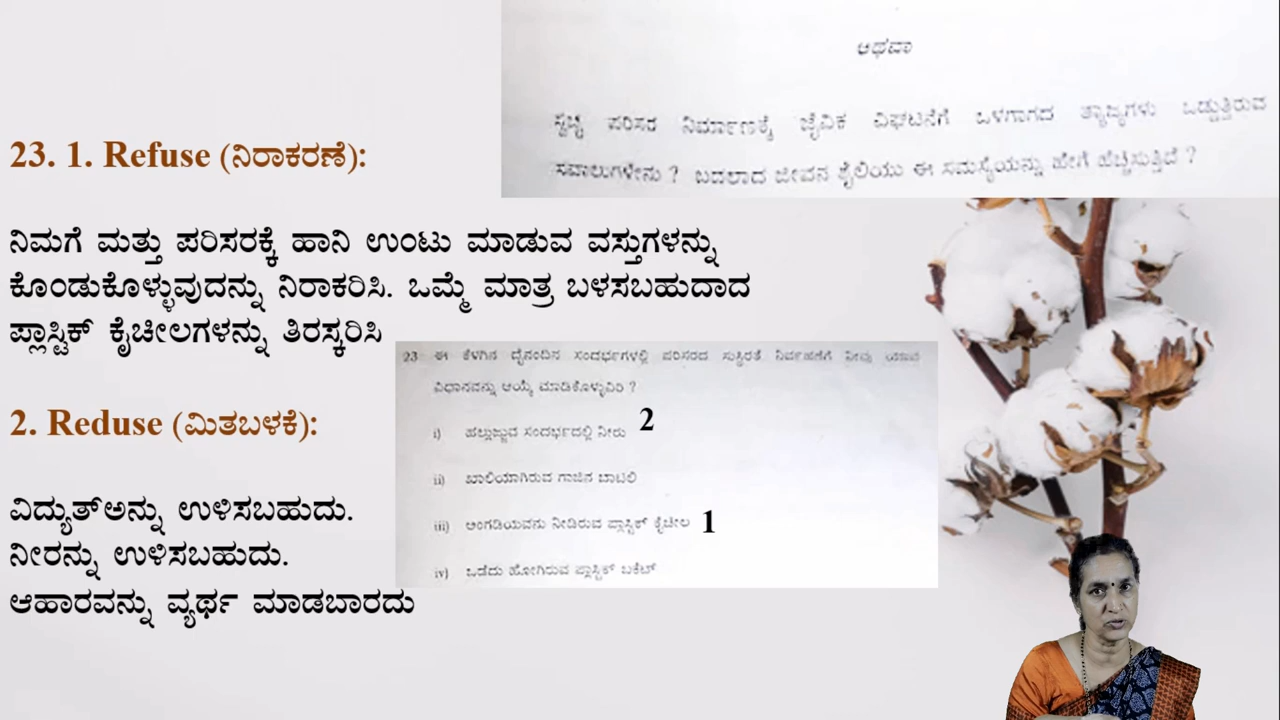 ಅಥವಾ
ಸ್ವಚ್ಛ ಪರಿಸರ ನಿರ್ಮಾಣಕ್ಕೆ ಜೈವಿಕ ವಿಘಟನೆಗೆ ಒಳಗಾಗದ ತ್ಯಾಜ್ಯಗಳು ಒಡ್ಡುತ್ತಿರುವ
ಸವಾಲುಗಳೇನು ? ಬದಲಾದ ಜೀವನ ಶೈಲಿಯು ಈ ಸಮಸ್ಯೆಯನ್ನು ಹೇಗೆ ಹೆಚ್ಚಿಸುತ್ತಿದೆ ?
23. 1. Refuse (ನಿರಾಕರಣೆ):
ನಿಮಗೆ ಮತ್ತು ಪರಿಸರಕ್ಕೆ ಹಾನಿ ಉಂಟು ಮಾಡುವ ವಸ್ತುಗಳನ್ನು
ಕೊಂಡುಕೊಳ್ಳುವುದನ್ನು ನಿರಾಕರಿಸಿ. ಒಮ್ಮೆ ಮಾತ್ರ ಬಳಸಬಹುದಾದ
ಪ್ಲಾಸ್ಟಿಕ್ ಕೈಚೀಲಗಳನ್ನು ತಿರಸ್ಕರಿಸಿ
23 ಈ ಕೆಳಗಿನ ದೈನಂದಿನ ಸಂದರ್ಭಗಳಲ್ಲಿ ಪರಿಸರದ ಸುಸ್ಥಿರತೆ ನಿರ್ವಹಣೆಗೆ ನೀವು ಯಾವ
ವಿಧಾನವನ್ನು ಆಯ್ಕೆ ಮಾಡಿಕೊಳ್ಳುವಿರಿ ?
i) ಹಲ್ಲುಜ್ಜುವ ಸಂದರ್ಭದಲ್ಲಿ ನೀರು 2
ii) ಖಾಲಿಯಾಗಿರುವ ಗಾಜಿನ ಬಾಟಲಿ
iii) ಅಂಗಡಿಯವನು ನೀಡಿರುವ ಪ್ಲಾಸ್ಟಿಕ್ ಕೈಚೀಲ 1
iv) ಒಡೆದು ಹೋಗಿರುವ ಪ್ಲಾಸ್ಟಿಕ್ ಬಕೆಟ್
2. Reduse (ಮಿತಬಳಕೆ):
ವಿದ್ಯುತ್‌ಅನ್ನು ಉಳಿಸಬಹುದು.
ನೀರನ್ನು ಉಳಿಸಬಹುದು.
ಆಹಾರವನ್ನು ವ್ಯರ್ಥ ಮಾಡಬಾರದು